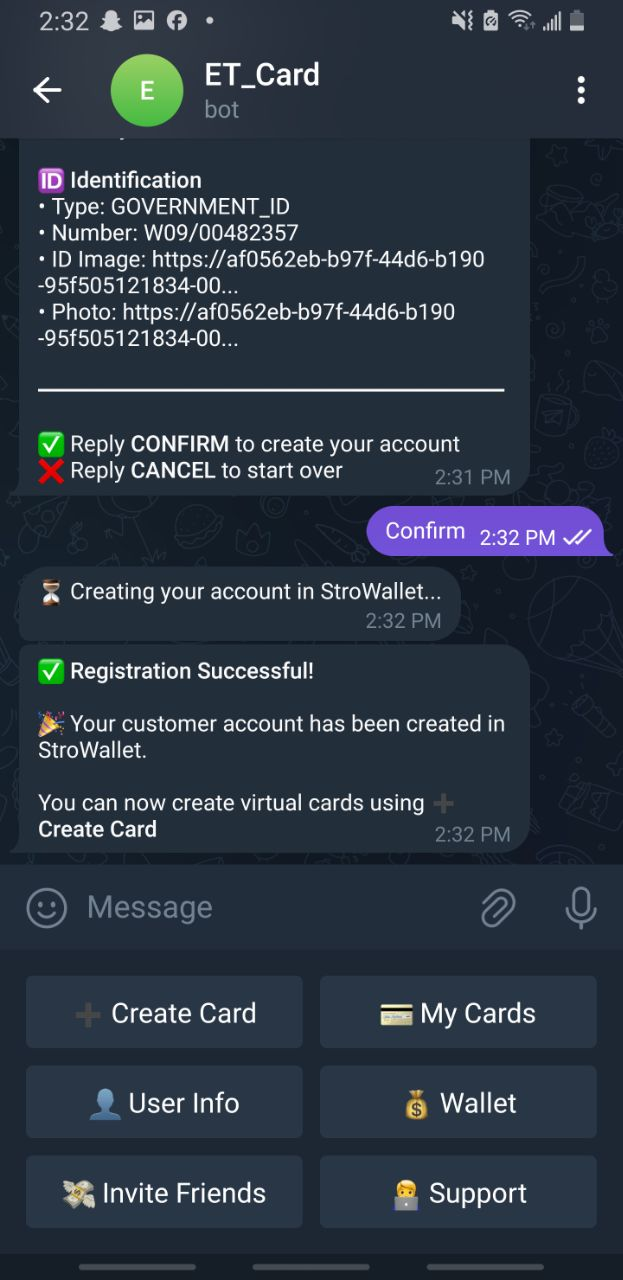 2:32
E
ET_Card
bot
🆔 Identification
• Type: GOVERNMENT_ID
• Number: W09/00482357
• ID Image: https://af0562eb-b97f-44d6-b190
-95f505121834-00...
• Photo: https://af0562eb-b97f-44d6-b190
-95f505121834-00...
✅ Reply CONFIRM to create your account
❌ Reply CANCEL to start over
2:31 PM
Confirm 2:32 PM
⏳ Creating your account in StroWallet...
2:32 PM
✅ Registration Successful!
🎉 Your customer account has been created in
StroWallet.
You can now create virtual cards using ➕
Create Card
2:32 PM
Message
➕ Create Card
💳 My Cards
👤 User Info
💰 Wallet
💸 Invite Friends
🧑‍💻 Support